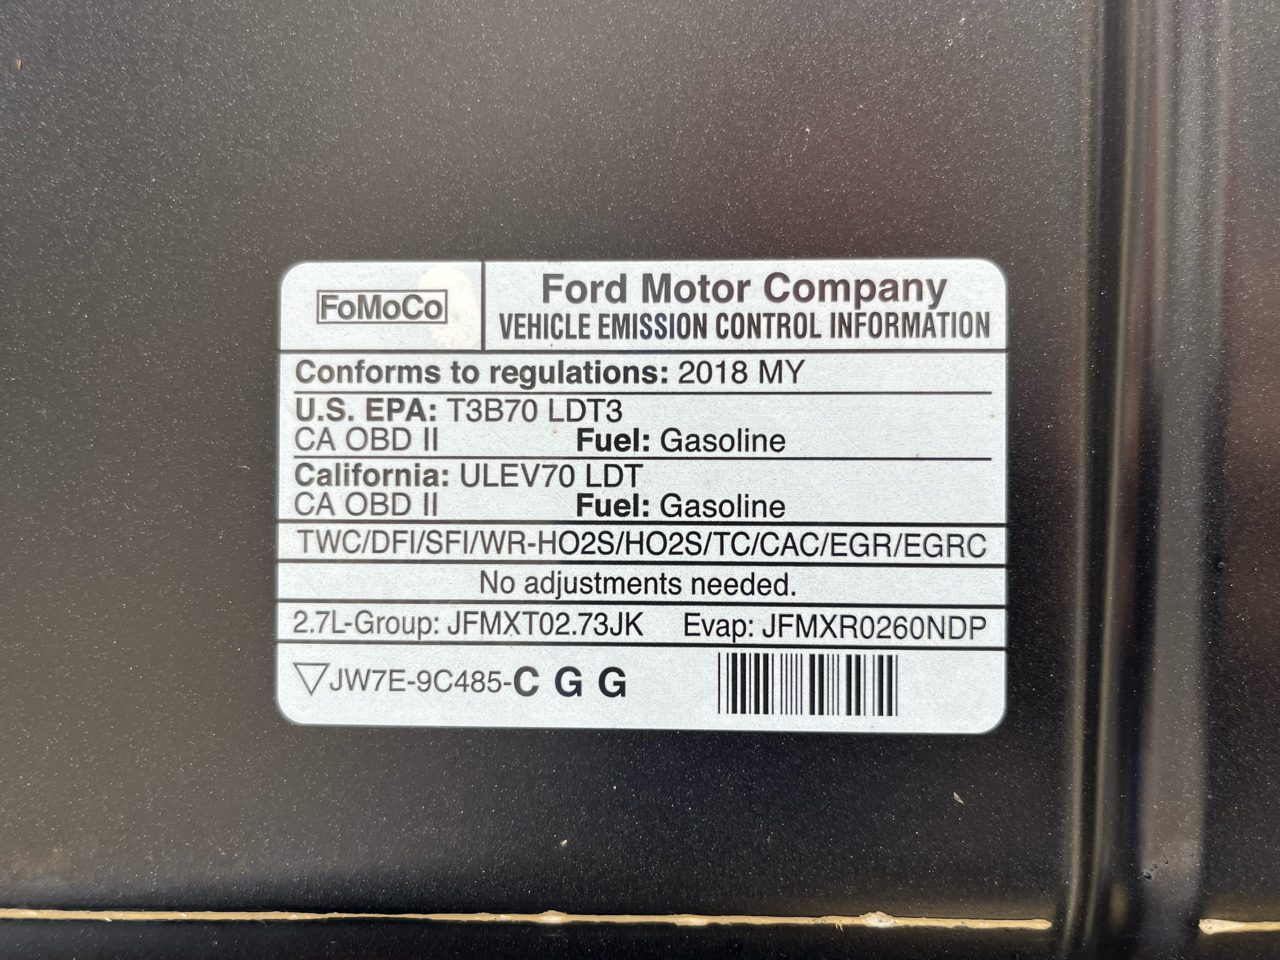 FoMoCo
Ford Motor Company
VEHICLE EMISSION CONTROL INFORMATION
Conforms to regulations: 2018 MY
U.S. EPA: T3B70 LDT3
CA OBD II Fuel: Gasoline
California: ULEV70 LDT
CA OBD II Fuel: Gasoline
TWC/DFI/SFI/WR-HO2S/HO2S/TC/CAC/EGR/EGRC
No adjustments needed.
2.7L-Group: JFMXT02.73JK Evap: JFMXR0260NDP
▽JW7E-9C485-C G G